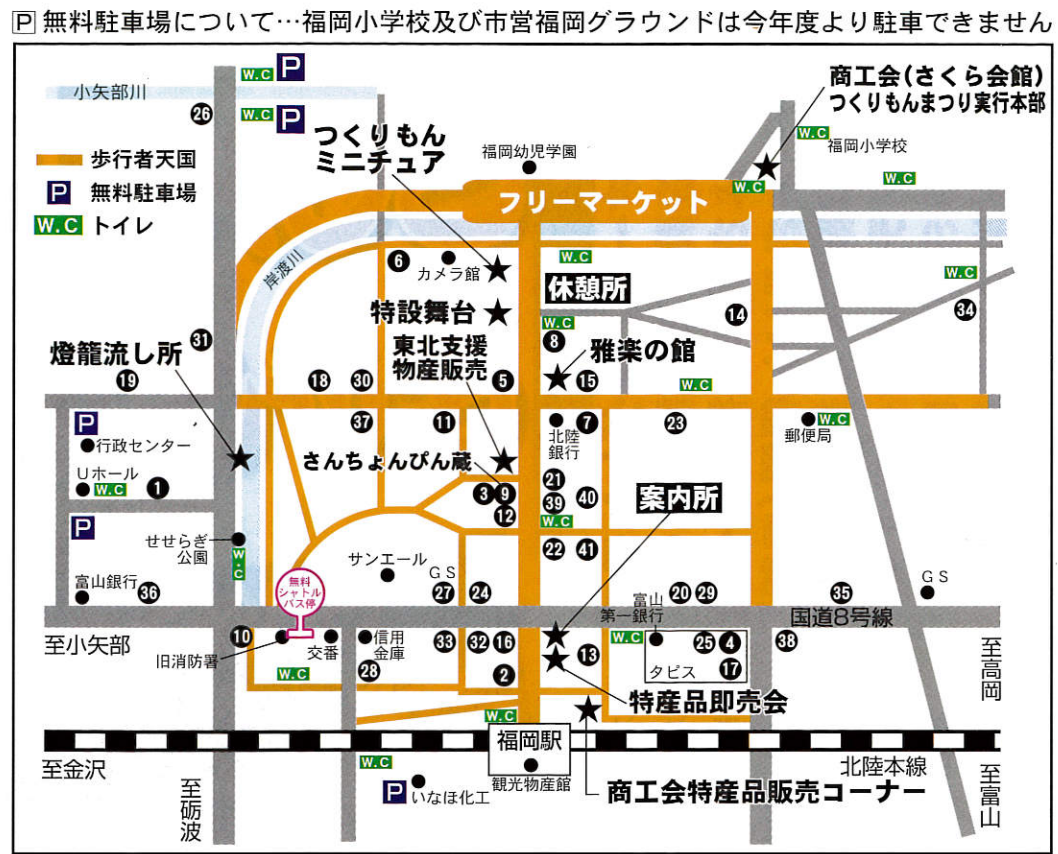 P 無料駐車場について…福岡小学校及び市営福岡グラウンドは今年度より駐車できません
小矢部川
26
W.C P
W.C P
歩行者天国
P 無料駐車場
W.C トイレ
つくりもん
ミニチュア
福岡幼児学園
商工会(さくら会館)
つくりもんまつり実行本部
W.C
福岡小学校
W.C
W.C
フリーマーケット
岸渡川
6
カメラ館
W.C
休憩所
W.C
34
特設舞台
14
W.C
8
31
燈籠流し所
東北支援
物産販売
雅楽の館
19
18
30
5
15
W.C
P
行政センター
Uホール
W.C
1
37
11
北陸
銀行
7
23
W.C
郵便局
さんちょんぴん蔵
3
9
12
21
39
40
W.C
案内所
P
せせらぎ
公園
W.C
22
41
富山銀行
36
無料
シャトル
バス停
サンエール
GS
27
24
富山
第一銀行
20
29
35
GS
国道8号線
至小矢部
10
旧消防署
交番
信用
金庫
28
33
32
16
2
13
W.C
タピス
25
4
17
38
至高岡
W.C
特産品即売会
W.C
福岡駅
至金沢
北陸本線
W.C
観光物産館
P
いなほ化工
商工会特産品販売コーナー
至砺波
至富山